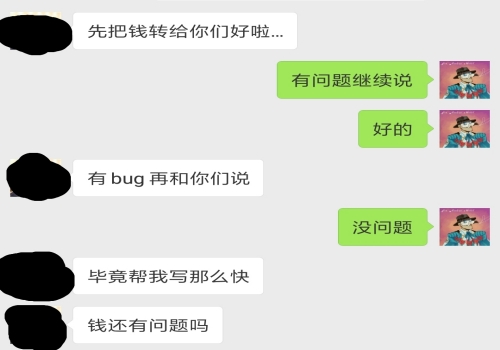 先把钱转给你们好啦...
有问题继续说
好的
有 bug 再和你们说
没问题
毕竟帮我写那么快
钱还有问题吗